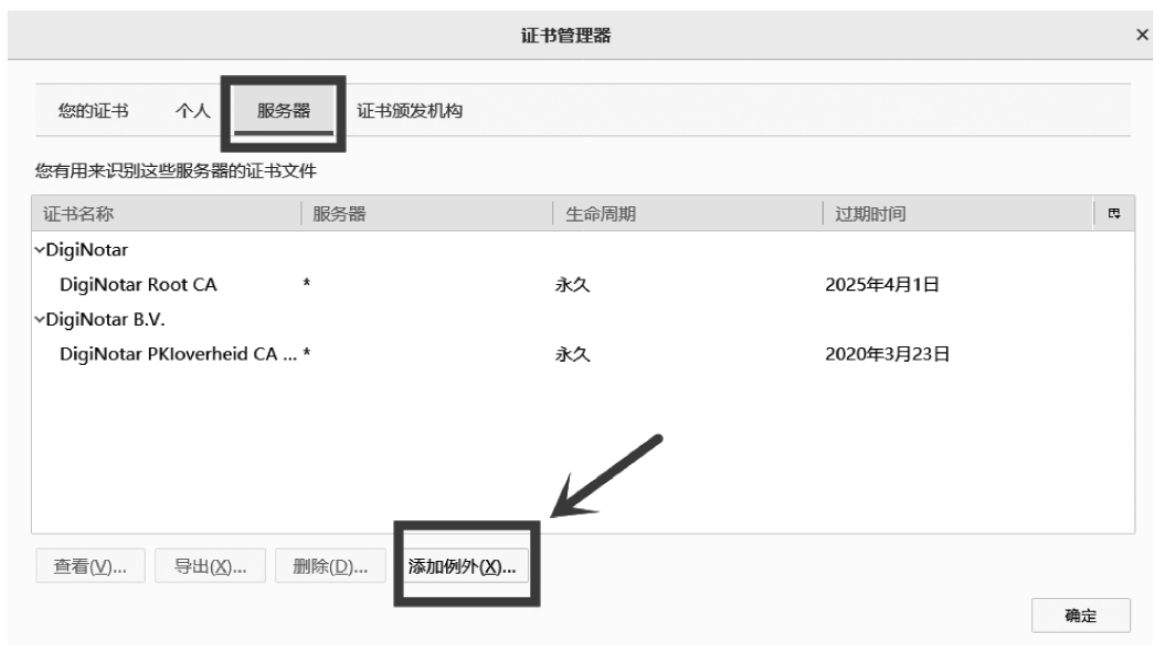 证书管理器 ×
您的证书 个人 服务器 证书颁发机构
您有用来识别这些服务器的证书文件
证书名称 服务器 生命周期 过期时间
DigiNotar
DigiNotar Root CA * 永久 2025年4月1日
DigiNotar B.V.
DigiNotar PKIoverheid CA ... * 永久 2020年3月23日
查看(V)... 导出(X)... 删除(D)... 添加例外(X)...
确定